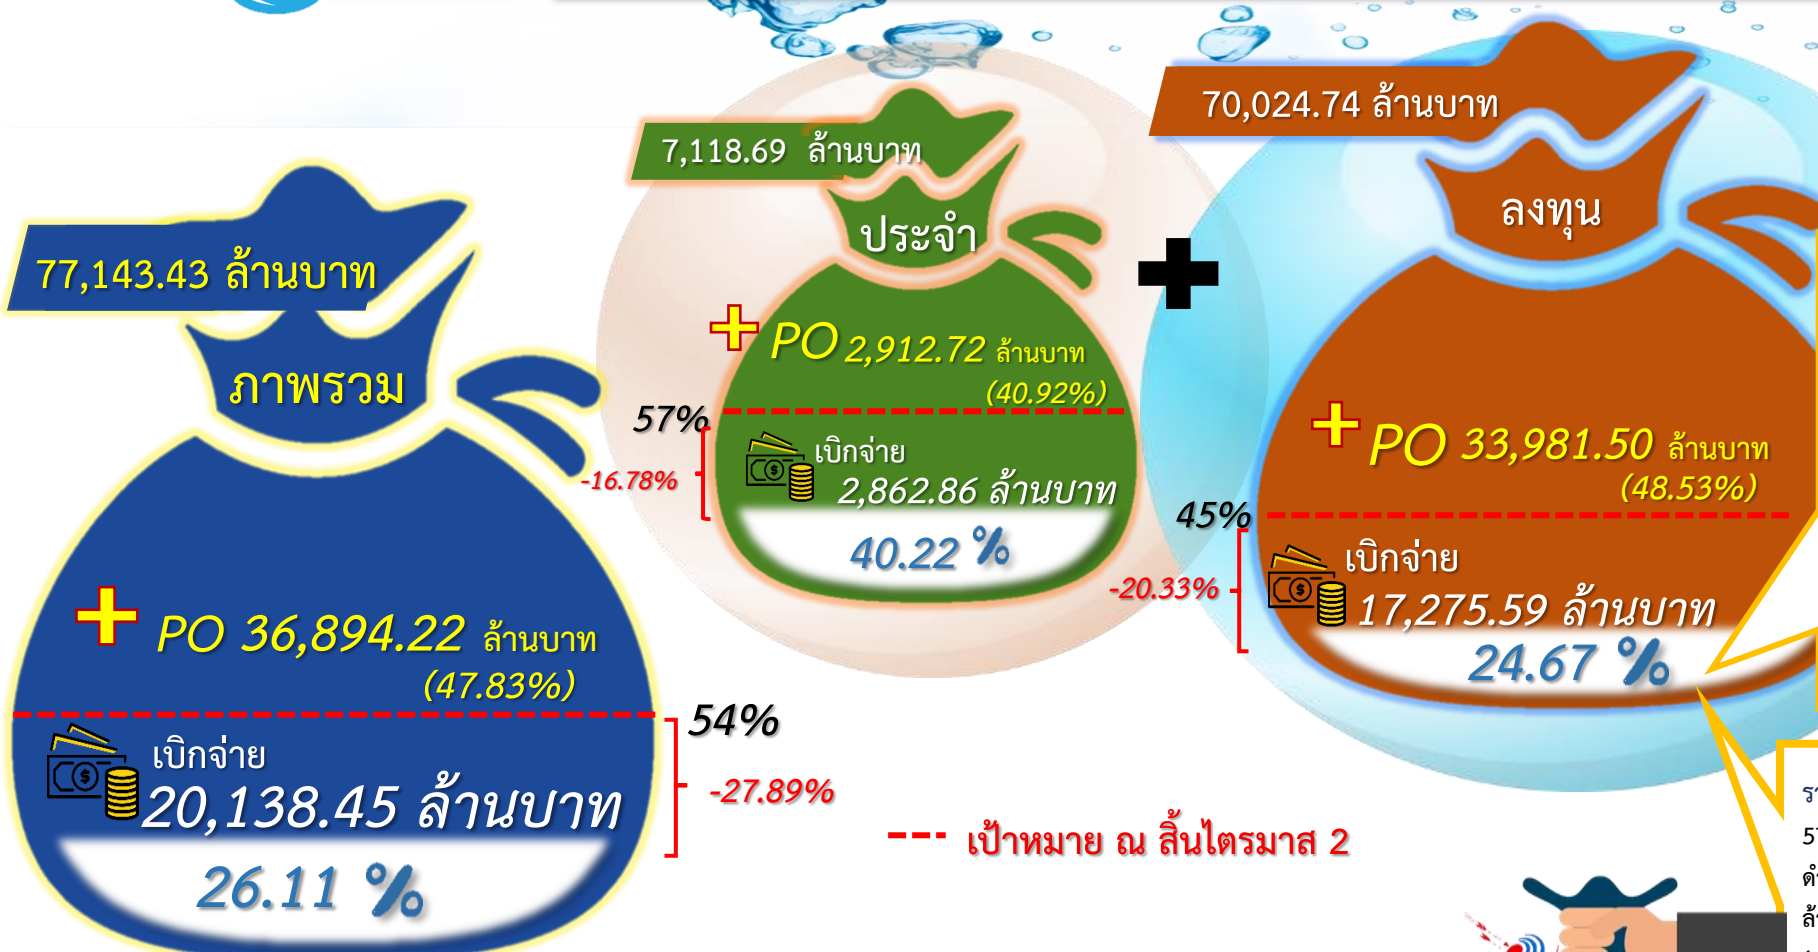 77,143.43 ล้านบาท
ภาพรวม
PO 36,894.22 ล้านบาท
(47.83%)
54%
-27.89%
เบิกจ่าย
20,138.45 ล้านบาท
26.11 %
7,118.69 ล้านบาท
ประจำ
PO 2,912.72 ล้านบาท
(40.92%)
57%
-16.78%
เบิกจ่าย
2,862.86 ล้านบาท
40.22 %
70,024.74 ล้านบาท
ลงทุน
PO 33,981.50 ล้านบาท
(48.53%)
45%
-20.33%
เบิกจ่าย
17,275.59 ล้านบาท
24.67 %
เป้าหมาย ณ สิ้นไตรมาส 2